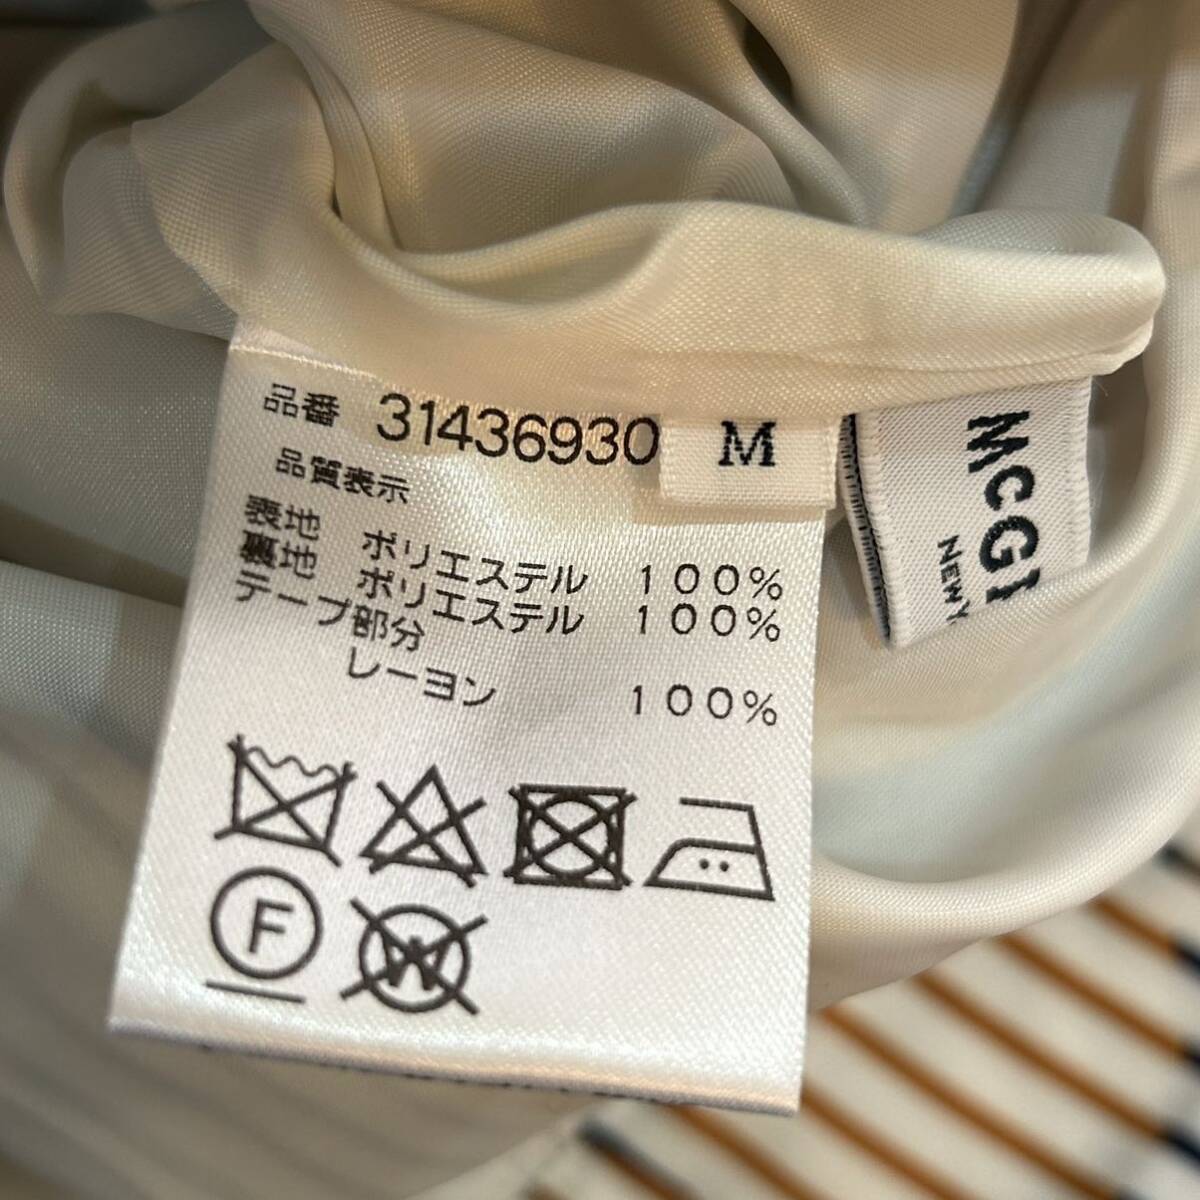 品番 31436930
M
品質表示
表地 ポリエステル 100%
裏地 ポリエステル 100%
テープ部分
レーヨン 100%
F
W
NEW